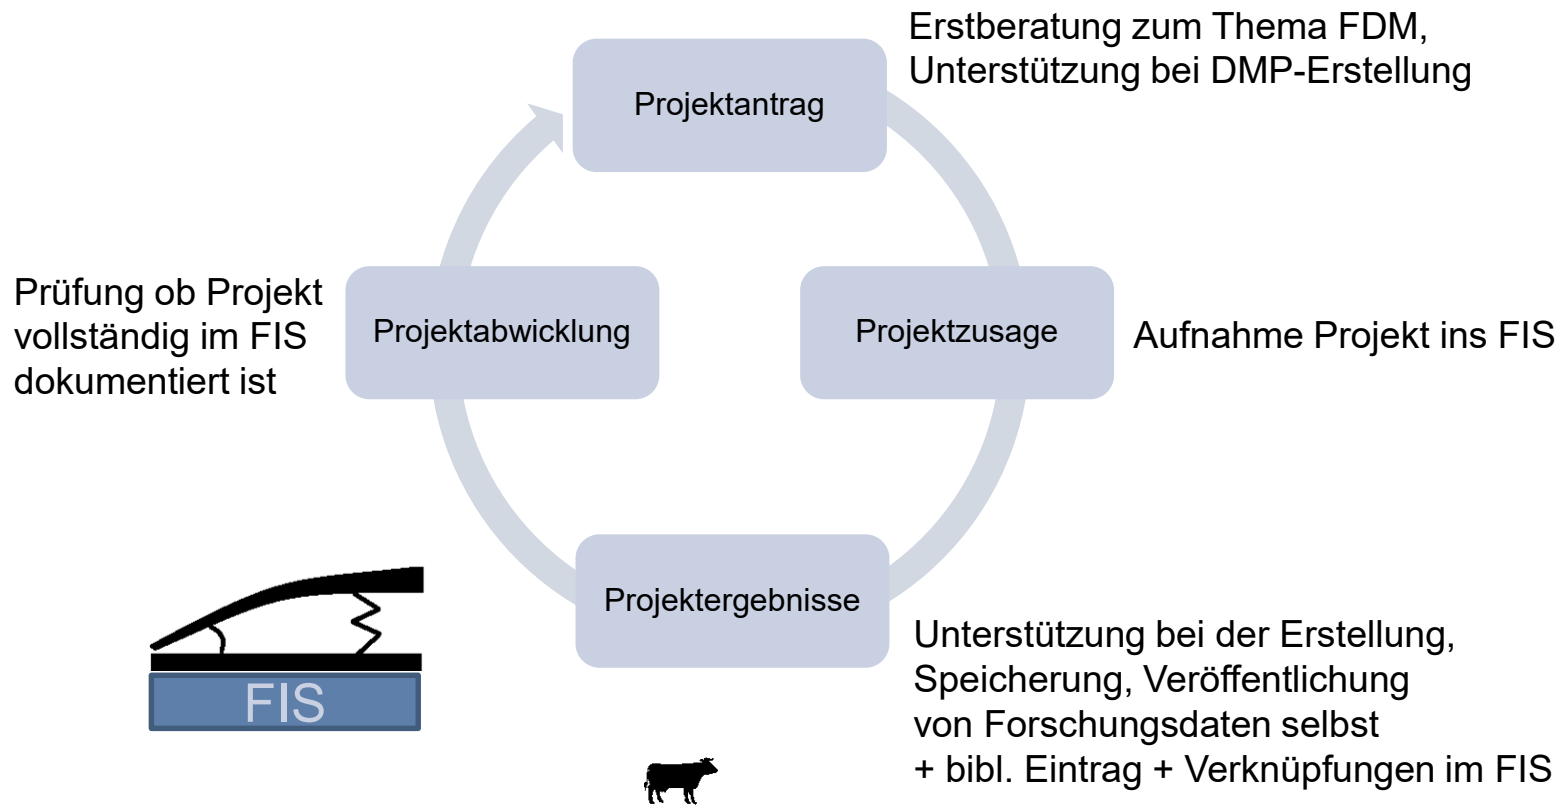 Erstberatung zum Thema FDM,
Unterstützung bei DMP-Erstellung
Projektantrag
Prüfung ob Projekt
vollständig im FIS
dokumentiert ist
Projektabwicklung
Projektzusage
Aufnahme Projekt ins FIS
Projektergebnisse
Unterstützung bei der Erstellung,
Speicherung, Veröffentlichung
von Forschungsdaten selbst
+ bibl. Eintrag + Verknüpfungen im FIS
FIS